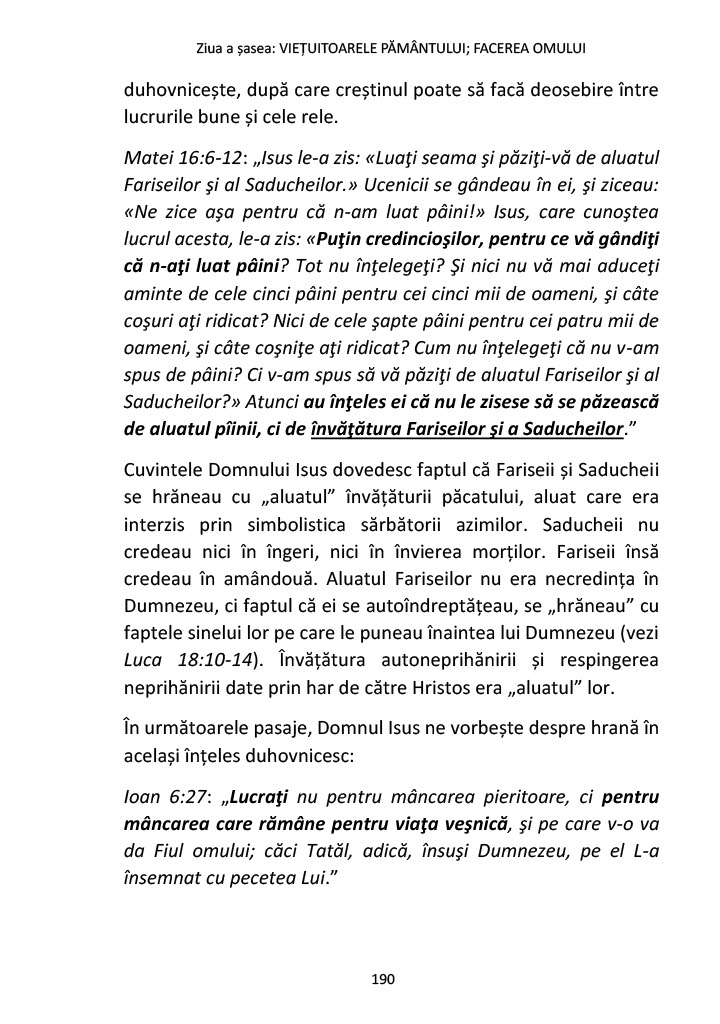 Ziua a șasea: VIEȚUITOARELE PĂMÂNTULUI; FACEREA OMULUI
duhovnicește, după care creștinul poate să facă deosebire între
lucrurile bune și cele rele.
Matei 16:6-12: „Isus le-a zis: «Luaţi seama şi păziţi-vă de aluatul
Fariseilor şi al Saducheilor.» Ucenicii se gândeau în ei, şi ziceau:
«Ne zice aşa pentru că n-am luat pâini!» Isus, care cunoştea
lucrul acesta, le-a zis: «Puţin credincioşilor, pentru ce vă gândiţi
că n-aţi luat pâini? Tot nu înţelegeţi? Şi nici nu vă mai aduceţi
aminte de cele cinci pâini pentru cei cinci mii de oameni, şi câte
coşuri aţi ridicat? Nici de cele şapte pâini pentru cei patru mii de
oameni, şi câte coşniţe aţi ridicat? Cum nu înţelegeţi că nu v-am
spus de pâini? Ci v-am spus să vă păziţi de aluatul Fariseilor şi al
Saducheilor?» Atunci au înţeles ei că nu le zisese să se păzească
de aluatul pîinii, ci de învăţătura Fariseilor şi a Saducheilor.”
Cuvintele Domnului Isus dovedesc faptul că Fariseii și Saducheii
se hrăneau cu „aluatul” învățăturii păcatului, aluat care era
interzis prin simbolistica sărbătorii azimilor. Saducheii nu
credeau nici în îngeri, nici în învierea morților. Fariseii însă
credeau în amândouă. Aluatul Fariseilor nu era necredința în
Dumnezeu, ci faptul că ei se autoîndreptățeau, se „hrăneau” cu
faptele sinelui lor pe care le puneau înaintea lui Dumnezeu (vezi
Luca 18:10-14). Învățătura autoneprihănirii și respingerea
neprihănirii date prin har de către Hristos era „aluatul” lor.
În următoarele pasaje, Domnul Isus ne vorbește despre hrană în
același înțeles duhovnicesc:
Ioan 6:27: „Lucraţi nu pentru mâncarea pieritoare, ci pentru
mâncarea care rămâne pentru viaţa veşnică, şi pe care v-o va
da Fiul omului; căci Tatăl, adică, însuşi Dumnezeu, pe el L-a
însemnat cu pecetea Lui.”
190